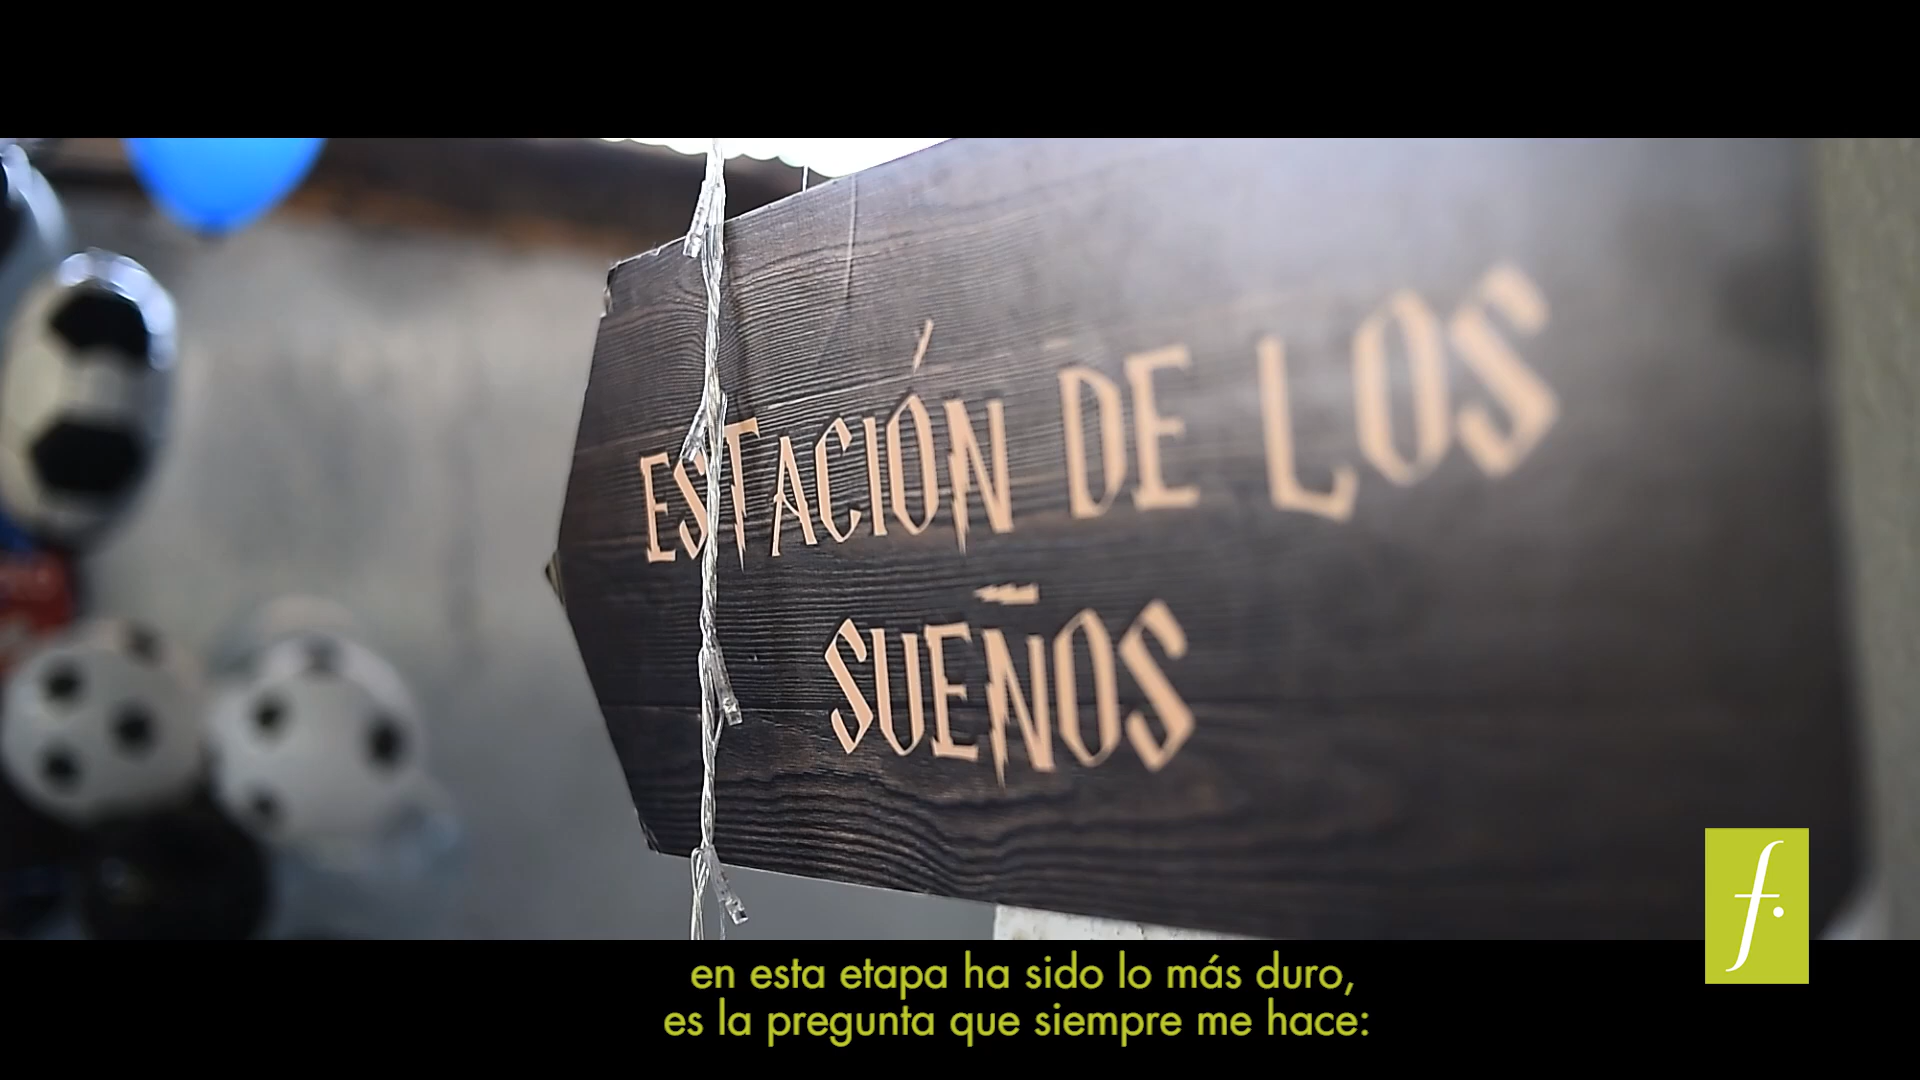 ESTACIÓN DE LOS
SUEÑOS
f.
en esta etapa ha sido lo más duro,
es la pregunta que siempre me hace: